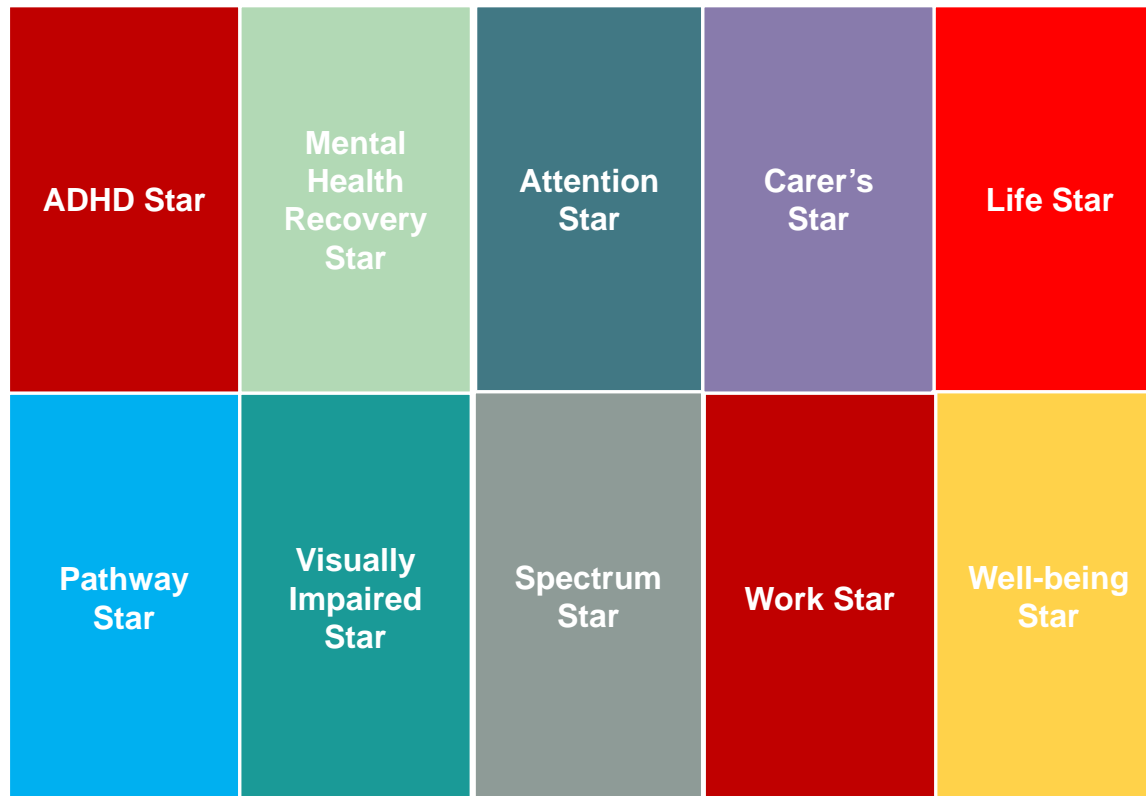 ADHD Star
Mental
Health
Recovery
Star
Attention
Star
Carer’s
Star
Life Star
Pathway
Star
Visually
Impaired
Star
Spectrum
Star
Work Star
Well-being
Star